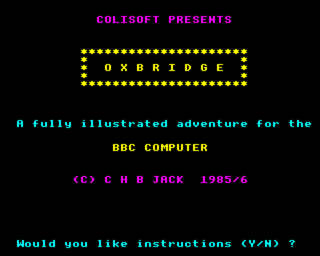 COLISOFT PRESENTS
*********************
* *
* O X B R I D G E *
* *
*********************
A fully illustrated adventure for the
BBC COMPUTER
(C) C H B JACK 1985/6
Would you like instructions (Y/N) ?